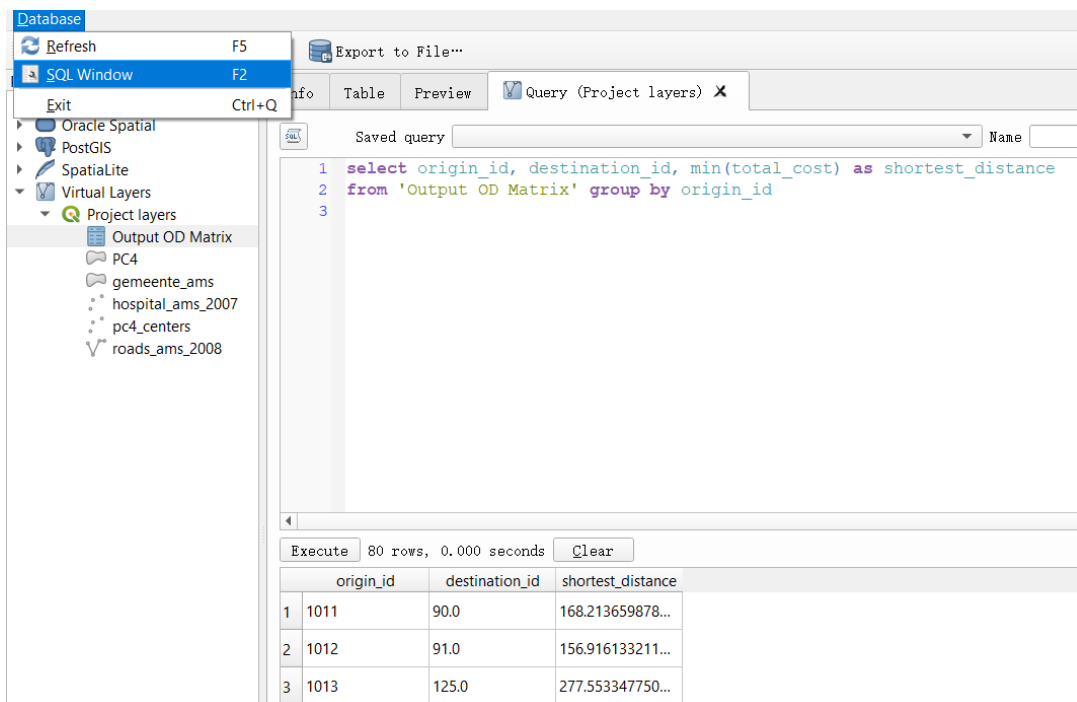 Database
Refresh F5
SQL Window F2
Exit Ctrl+Q
Export to File…
nfo Table Preview Query (Project layers) X
Oracle Spatial
PostGIS
SpatiaLite
Virtual Layers
Project layers
Output OD Matrix
PC4
gemeente_ams
hospital_ams_2007
pc4_centers
roads_ams_2008
SQL Saved query Name
1 select origin_id, destination_id, min(total_cost) as shortest_distance
2 from 'Output OD Matrix' group by origin_id
3
Execute 80 rows, 0.000 seconds Clear
origin_id destination_id shortest_distance
1 1011 90.0 168.213659878...
2 1012 91.0 156.916133211...
3 1013 125.0 277.553347750...